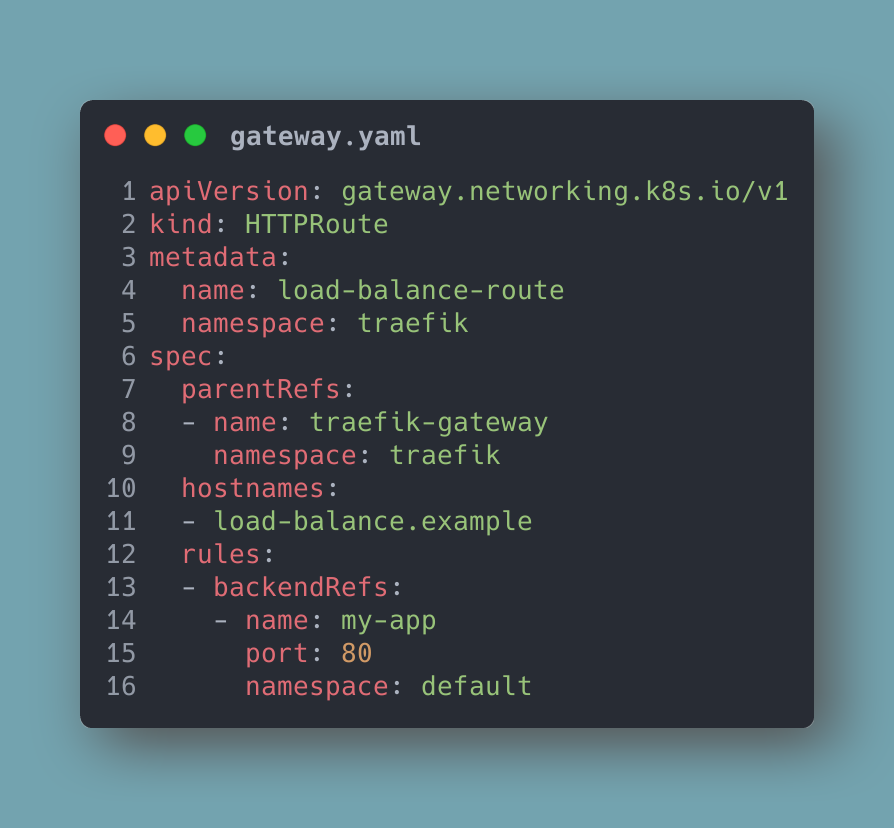 gateway.yaml
1 apiVersion: gateway.networking.k8s.io/v1
2 kind: HTTPRoute
3 metadata:
4   name: load-balance-route
5   namespace: traefik
6 spec:
7   parentRefs:
8   - name: traefik-gateway
9     namespace: traefik
10   hostnames:
11   - load-balance.example
12   rules:
13   - backendRefs:
14     - name: my-app
15       port: 80
16       namespace: default